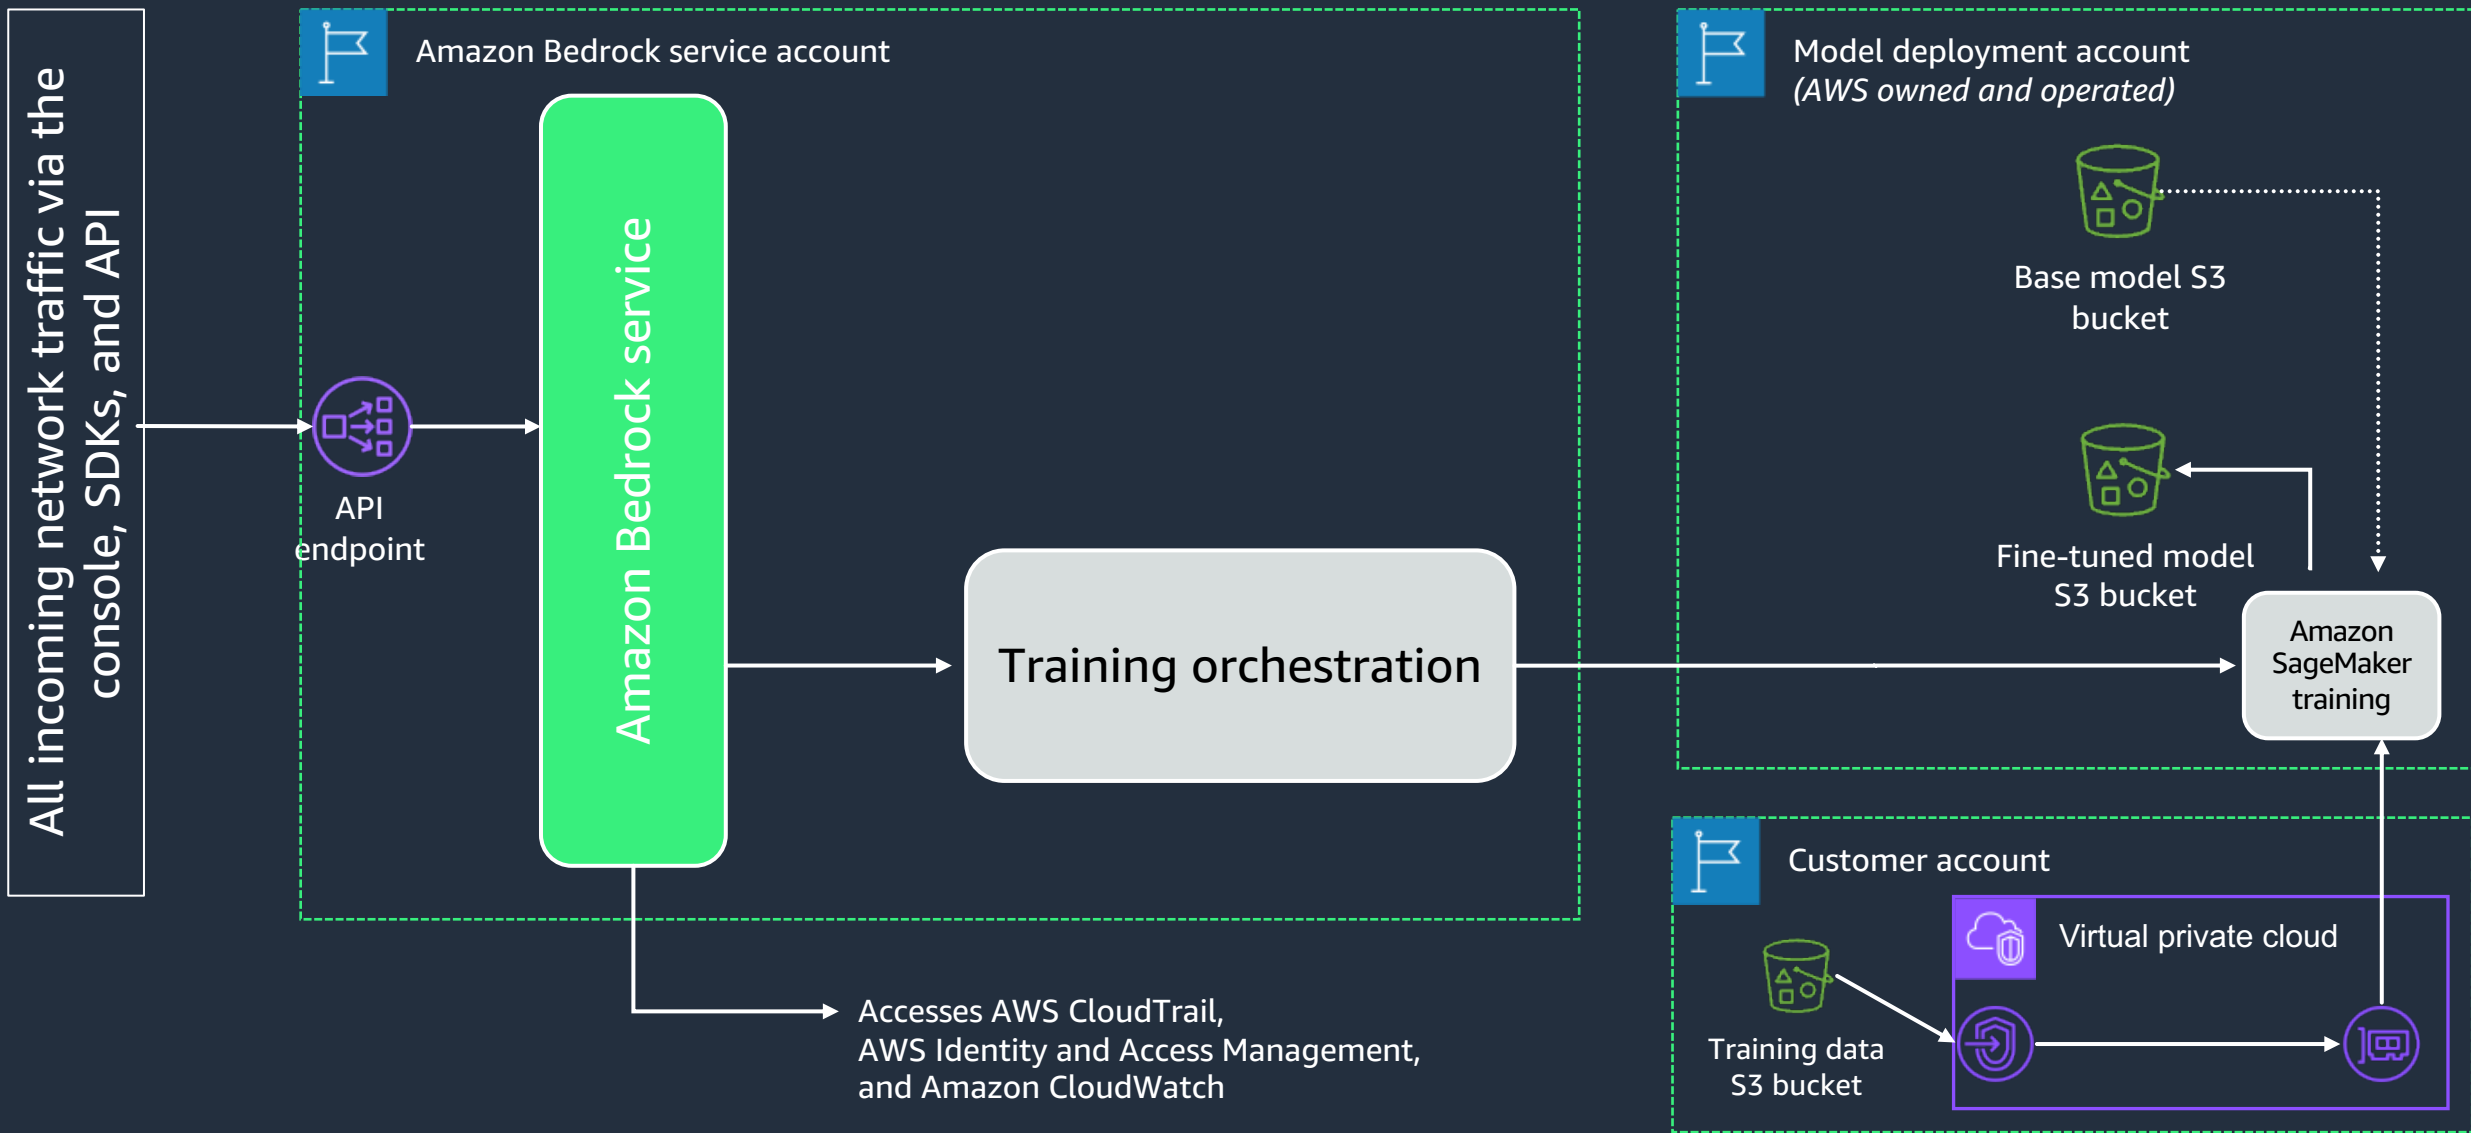 All incoming network traffic via the
console, SDKs, and API
Amazon Bedrock service account
API
endpoint
Amazon Bedrock service
Training orchestration
Accesses AWS CloudTrail,
AWS Identity and Access Management,
and Amazon CloudWatch
Model deployment account
(AWS owned and operated)
Base model S3
bucket
Fine-tuned model
S3 bucket
Amazon
SageMaker
training
Customer account
Virtual private cloud
Training data
S3 bucket